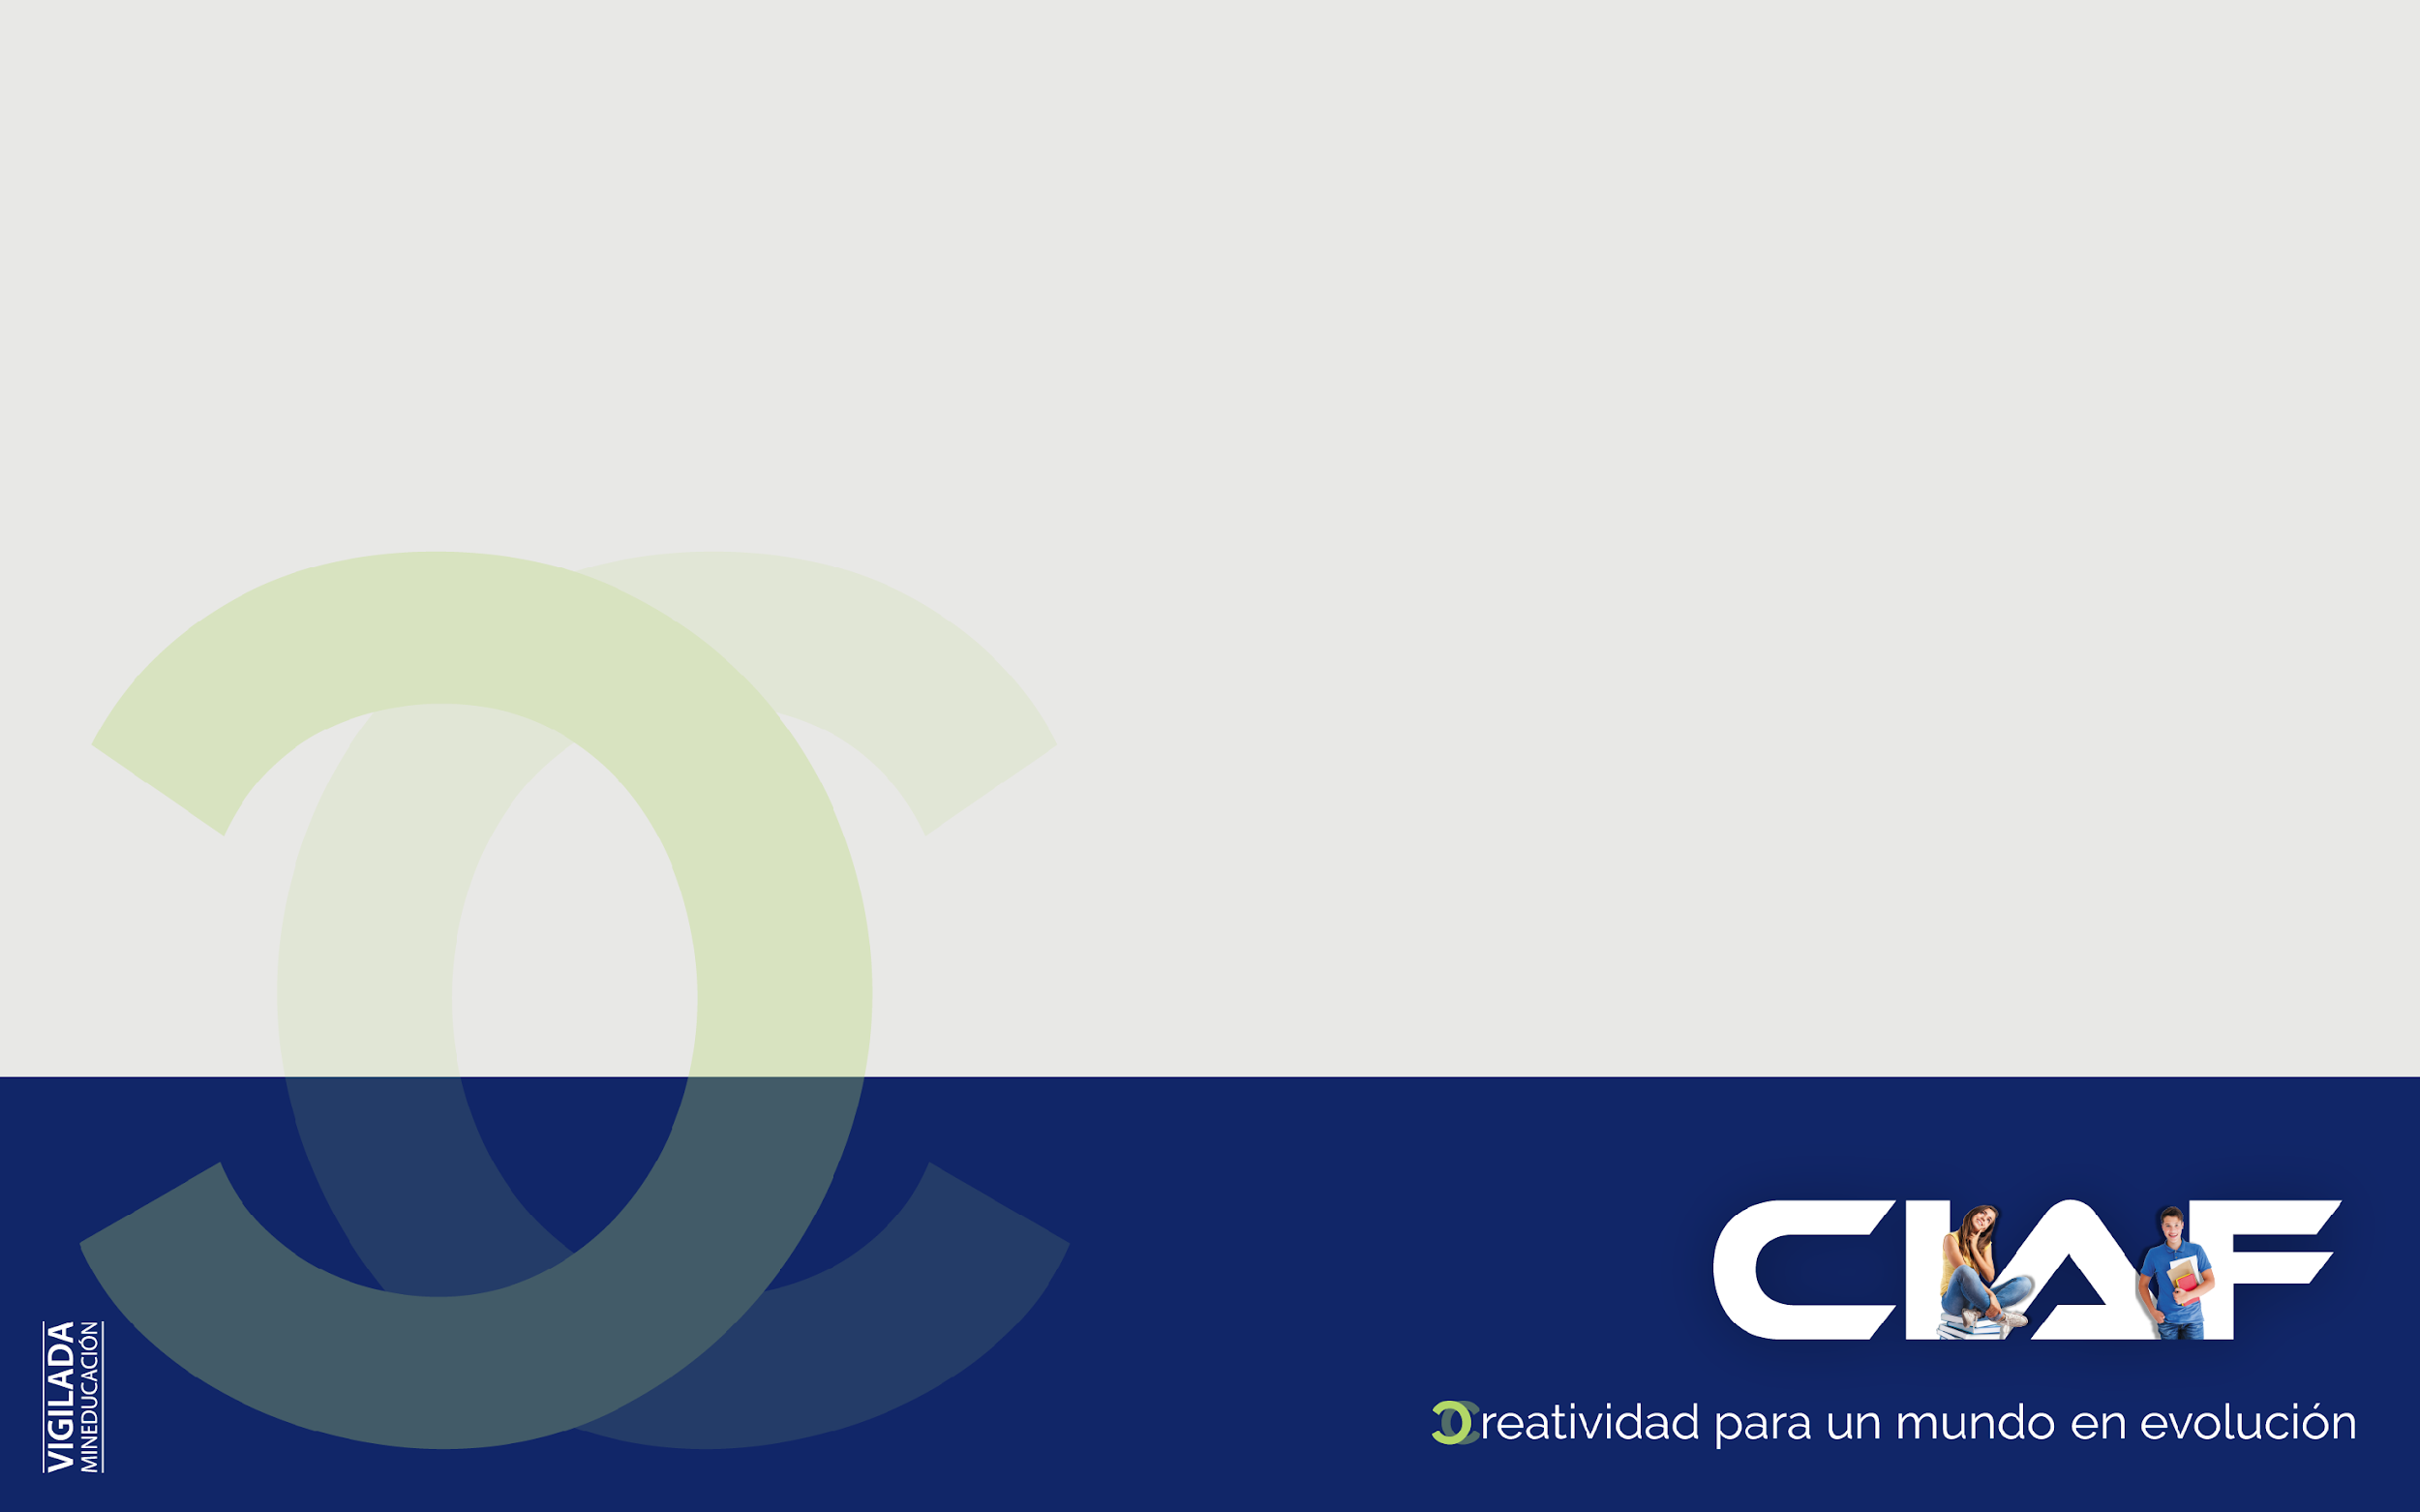 CIAF
Creatividad para un mundo en evolución
VIGILADA
MINEDUCACIÓN